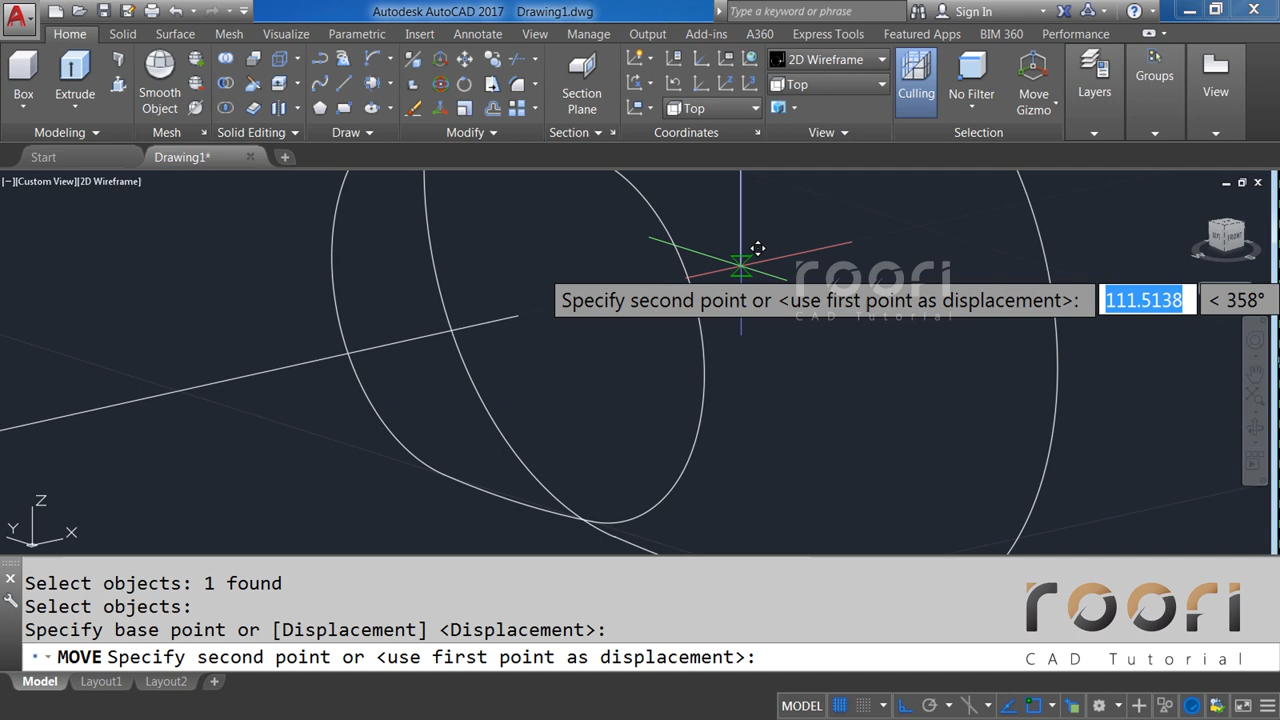 Autodesk AutoCAD 2017 Drawing1.dwg
Type a keyword or phrase
Sign In
Home Solid Surface Mesh Visualize Parametric Insert Annotate View Manage Output Add-ins A360 Express Tools Featured Apps BIM 360 Performance
Box
Extrude
Smooth
Object
Section
Plane
Top
2D Wireframe
Top
Culling
No Filter
Move
Gizmo
Layers
Groups
View
Modeling Mesh Solid Editing Draw Modify Section Coordinates View Selection
Start Drawing1*
[–][Custom View][2D Wireframe]
FRONT
roori
CAD Tutorial
Specify second point or <use first point as displacement>: 111.5138 < 358°
Z
Y
X
Select objects: 1 found
Select objects:
Specify base point or [Displacement] <Displacement>:
MOVE Specify second point or <use first point as displacement>:
roori
CAD Tutorial
Model Layout1 Layout2
MODEL